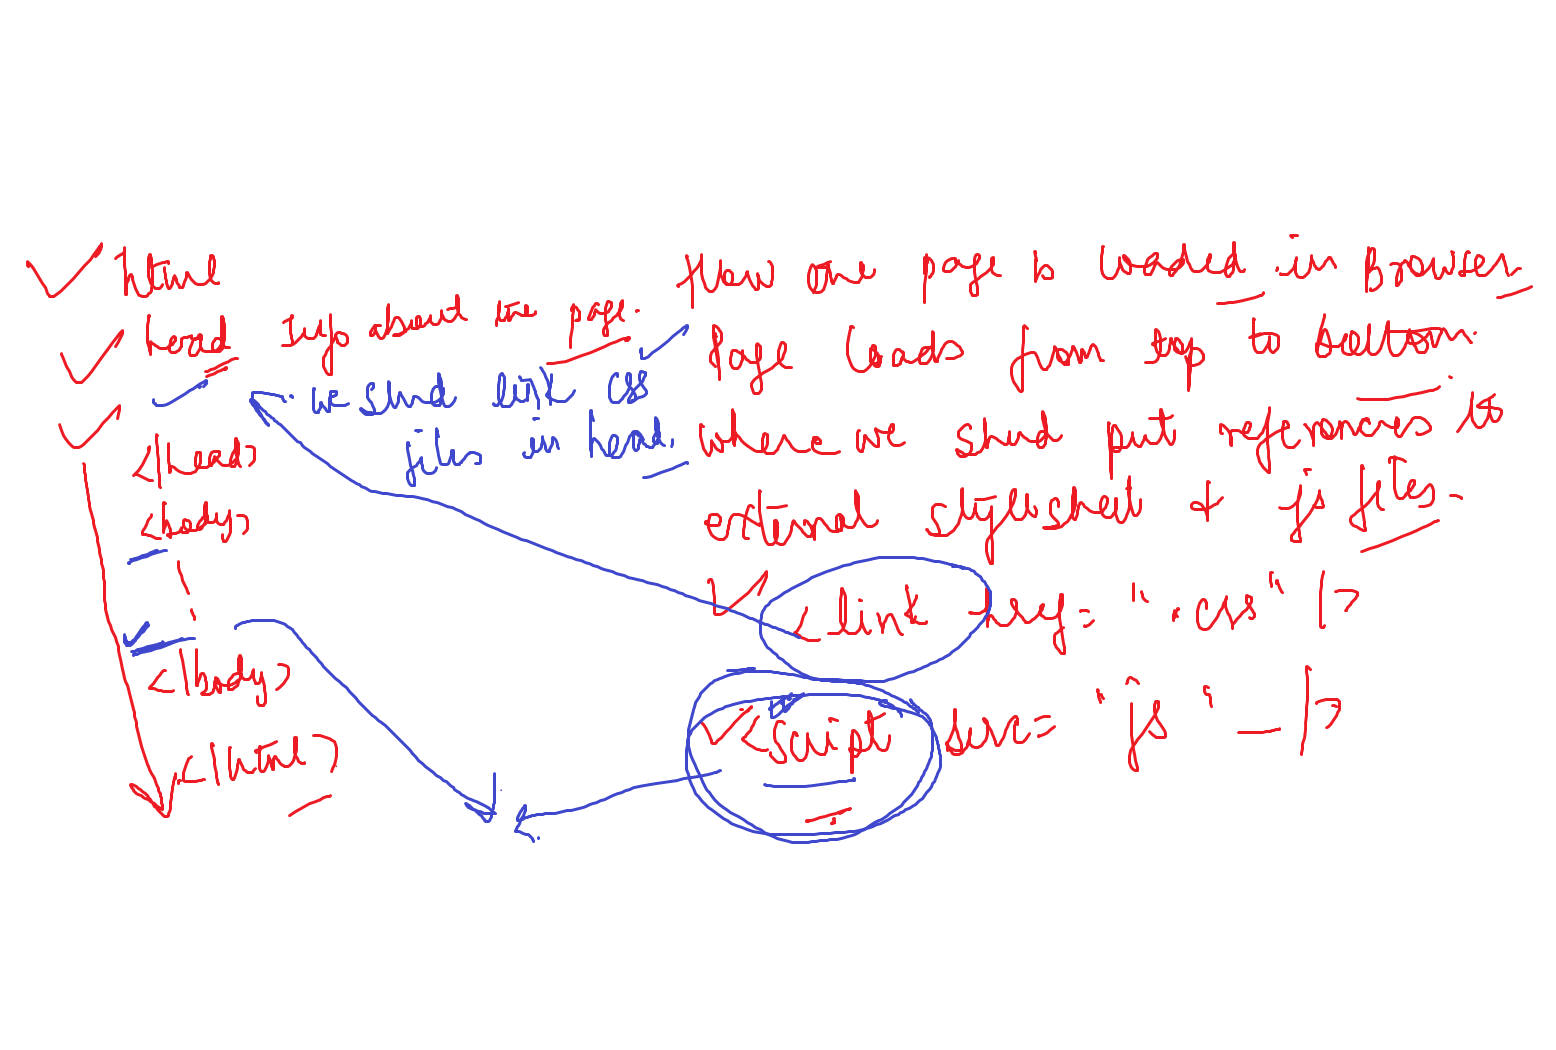 html
head Info about the page.
we shud link css
files in head.
</head>
<body>
</body>
</html>
How one page is loaded in Browser
Page loads from top to bottom.
where we shud put references to
external stylesheet & js files.
<link href= ".css" />
<script src= "js" _ />